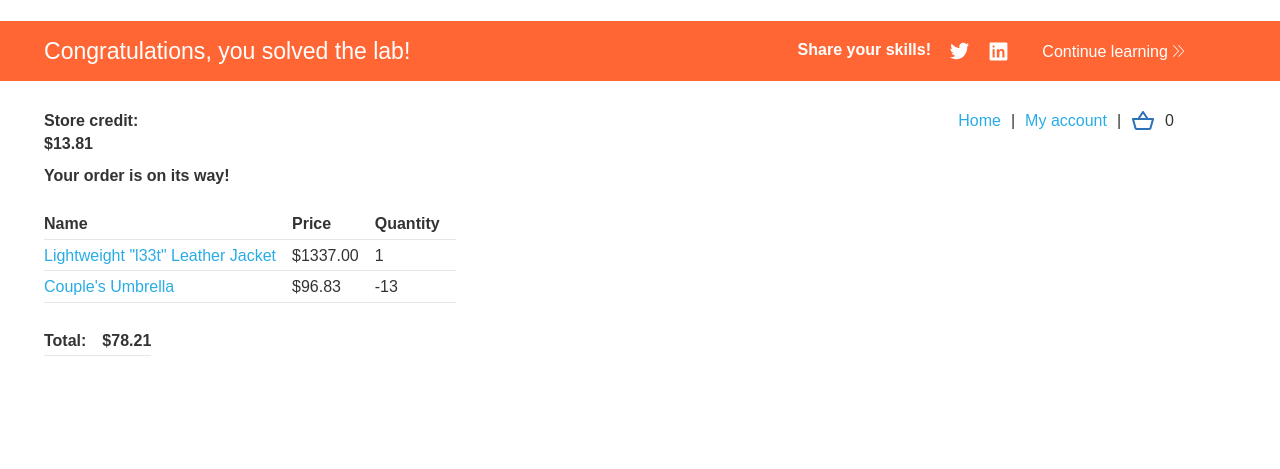 Congratulations, you solved the lab!
Share your skills!
Continue learning
Store credit:
$13.81
Home | My account | 0
Your order is on its way!
Name Price Quantity
Lightweight "l33t" Leather Jacket $1337.00 1
Couple's Umbrella $96.83 -13
Total: $78.21